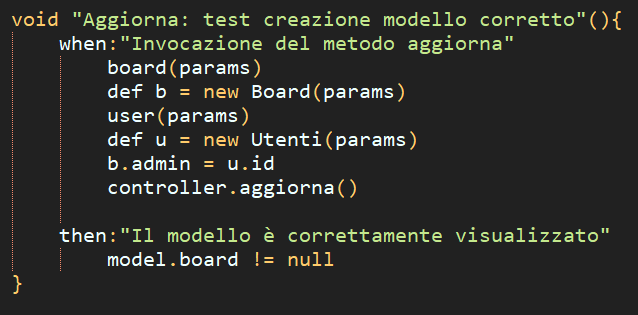 void "Aggiorna: test creazione modello corretto"(){
    when:"Invocazione del metodo aggiorna"
        board(params)
        def b = new Board(params)
        user(params)
        def u = new Utenti(params)
        b.admin = u.id
        controller.aggiorna()

    then:"Il modello è correttamente visualizzato"
        model.board != null
}